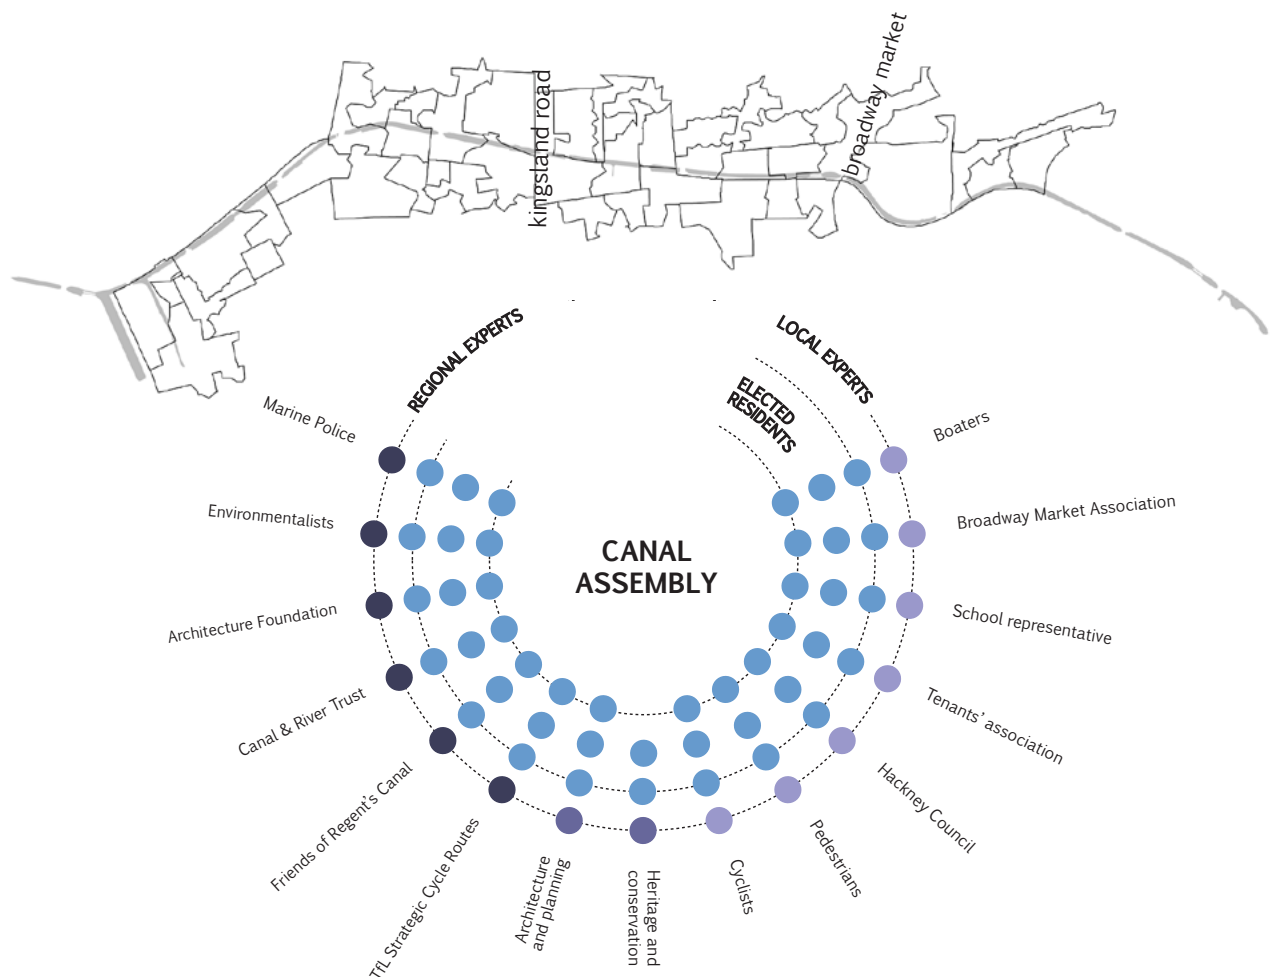 kingsland road
broadway market
REGIONAL EXPERTS
LOCAL EXPERTS
ELECTED
RESIDENTS
CANAL
ASSEMBLY
Marine Police
Environmentalists
Architecture Foundation
Canal & River Trust
Friends of Regent's Canal
TfL Strategic Cycle Routes
Architecture
and planning
Heritage and
conservation
Cyclists
Pedestrians
Hackney Council
Tenants' association
School representative
Broadway Market Association
Boaters